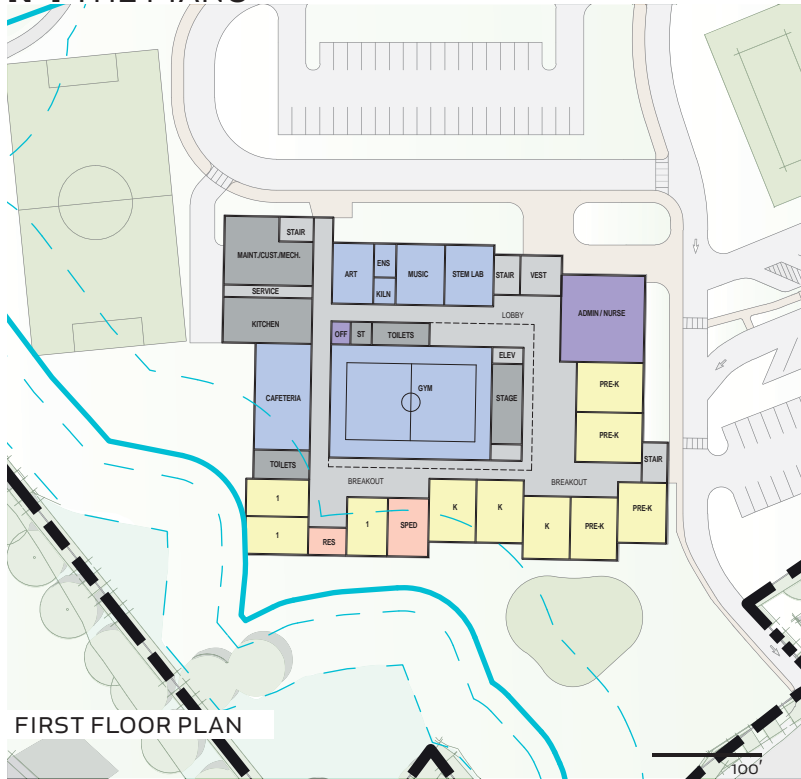 THE PLANS
STAIR
MAINT./CUST./MECH.
SERVICE
KITCHEN
ART
ENS
KILN
MUSIC
STEM LAB
STAIR
VEST
LOBBY
ADMIN / NURSE
OFF
ST
TOILETS
ELEV
GYM
STAGE
CAFETERIA
PRE-K
PRE-K
TOILETS
STAIR
BREAKOUT
BREAKOUT
1
1
RES
1
SPED
K
K
K
PRE-K
PRE-K
FIRST FLOOR PLAN
100'